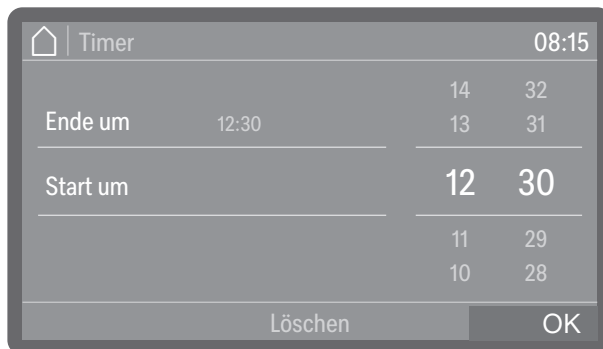 Timer 08:15
14 32
Ende um 12:30 13 31
Start um 12 30
11 29
10 28
Löschen OK